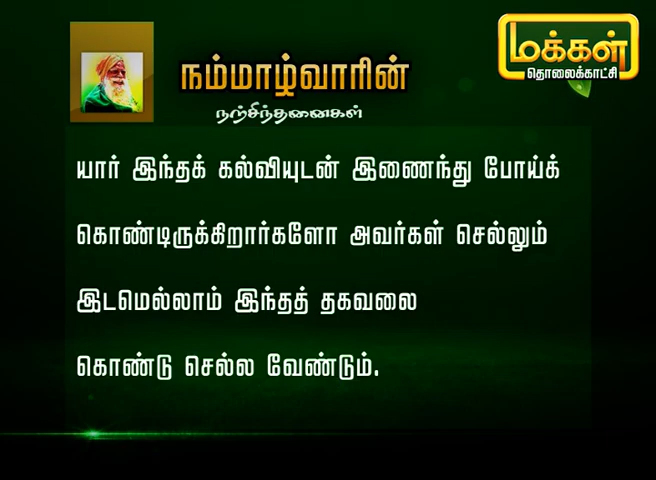 நம்மாழ்வாரின்
நற்சிந்தனைகள்
மக்கள்
தொலைக்காட்சி
யார் இந்தக் கல்வியுடன் இணைந்து போய்க்
கொண்டிருக்கிறார்களோ அவர்கள் செல்லும்
இடமெல்லாம் இந்தத் தகவலை
கொண்டு செல்ல வேண்டும்.